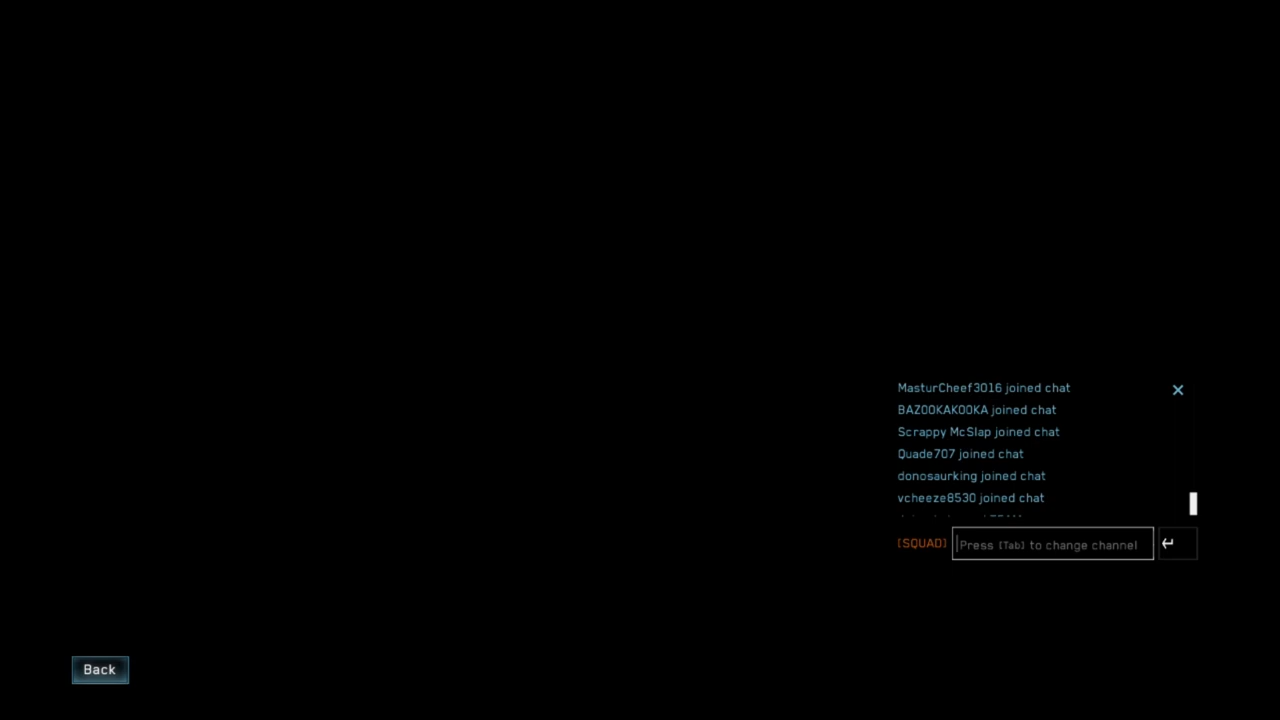 MasturCheef3016 joined chat
BAZOOKAKOOKA joined chat
Scrappy McSlap joined chat
Quade707 joined chat
donosaurking joined chat
vcheeze8530 joined chat
[SQUAD] Press [Tab] to change channel
Back